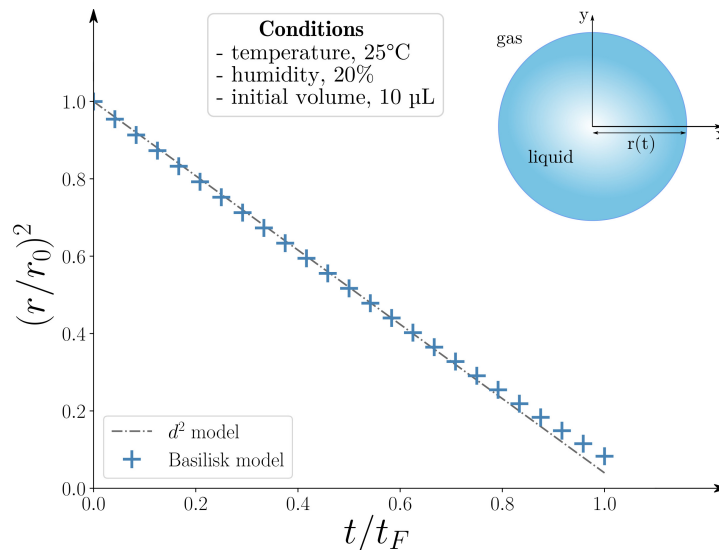 Conditions
- temperature, 25°C
- humidity, 20%
- initial volume, 10 µL
gas
y
liquid
r(t)
1.0
0.8
0.6
0.4
0.2
0.0
(r/r₀)²
d² model
Basilisk model
0.0 0.2 0.4 0.6 0.8 1.0
t/t_F